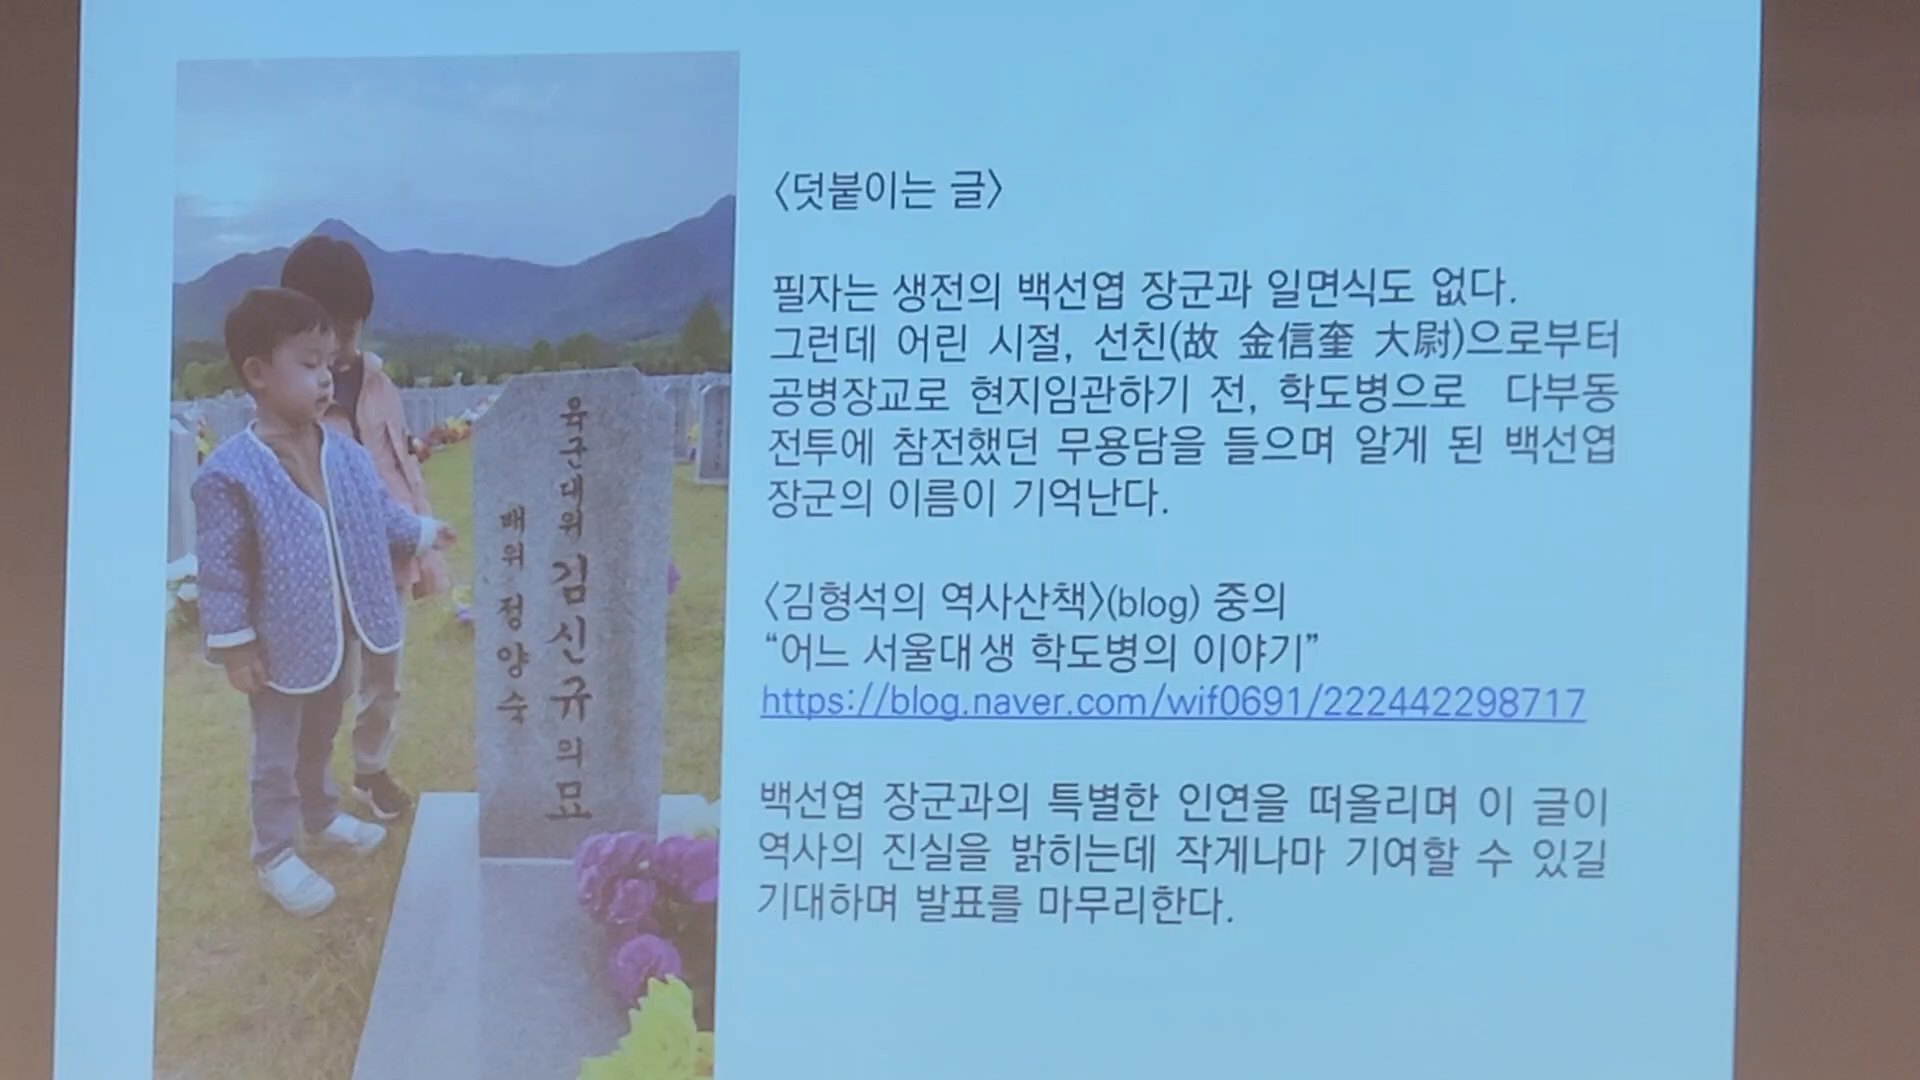 〈덧붙이는 글〉
필자는 생전의 백선엽 장군과 일면식도 없다.
그런데 어린 시절, 선친(故 金信奎 大尉)으로부터
공병장교로 현지임관하기 전, 학도병으로 다부동
전투에 참전했던 무용담을 들으며 알게 된 백선엽
장군의 이름이 기억난다.
〈김형석의 역사산책〉(blog) 중의
“어느 서울대생 학도병의 이야기”
https://blog.naver.com/wif0691/222442298717
백선엽 장군과의 특별한 인연을 떠올리며 이 글이
역사의 진실을 밝히는데 작게나마 기여할 수 있길
기대하며 발표를 마무리한다.
육군대위 김신규의 묘
배위 정양숙